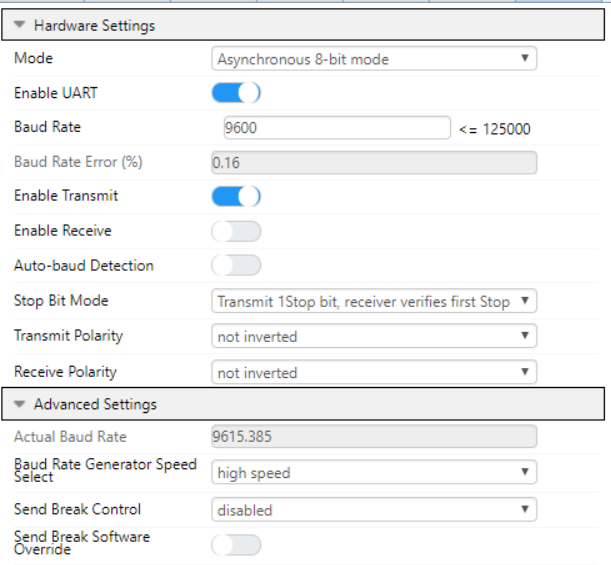 Hardware Settings
Mode Asynchronous 8-bit mode
Enable UART
Baud Rate 9600 <= 125000
Baud Rate Error (%) 0.16
Enable Transmit
Enable Receive
Auto-baud Detection
Stop Bit Mode Transmit 1Stop bit, receiver verifies first Stop
Transmit Polarity not inverted
Receive Polarity not inverted
Advanced Settings
Actual Baud Rate 9615.385
Baud Rate Generator Speed
Select high speed
Send Break Control disabled
Send Break Software
Override